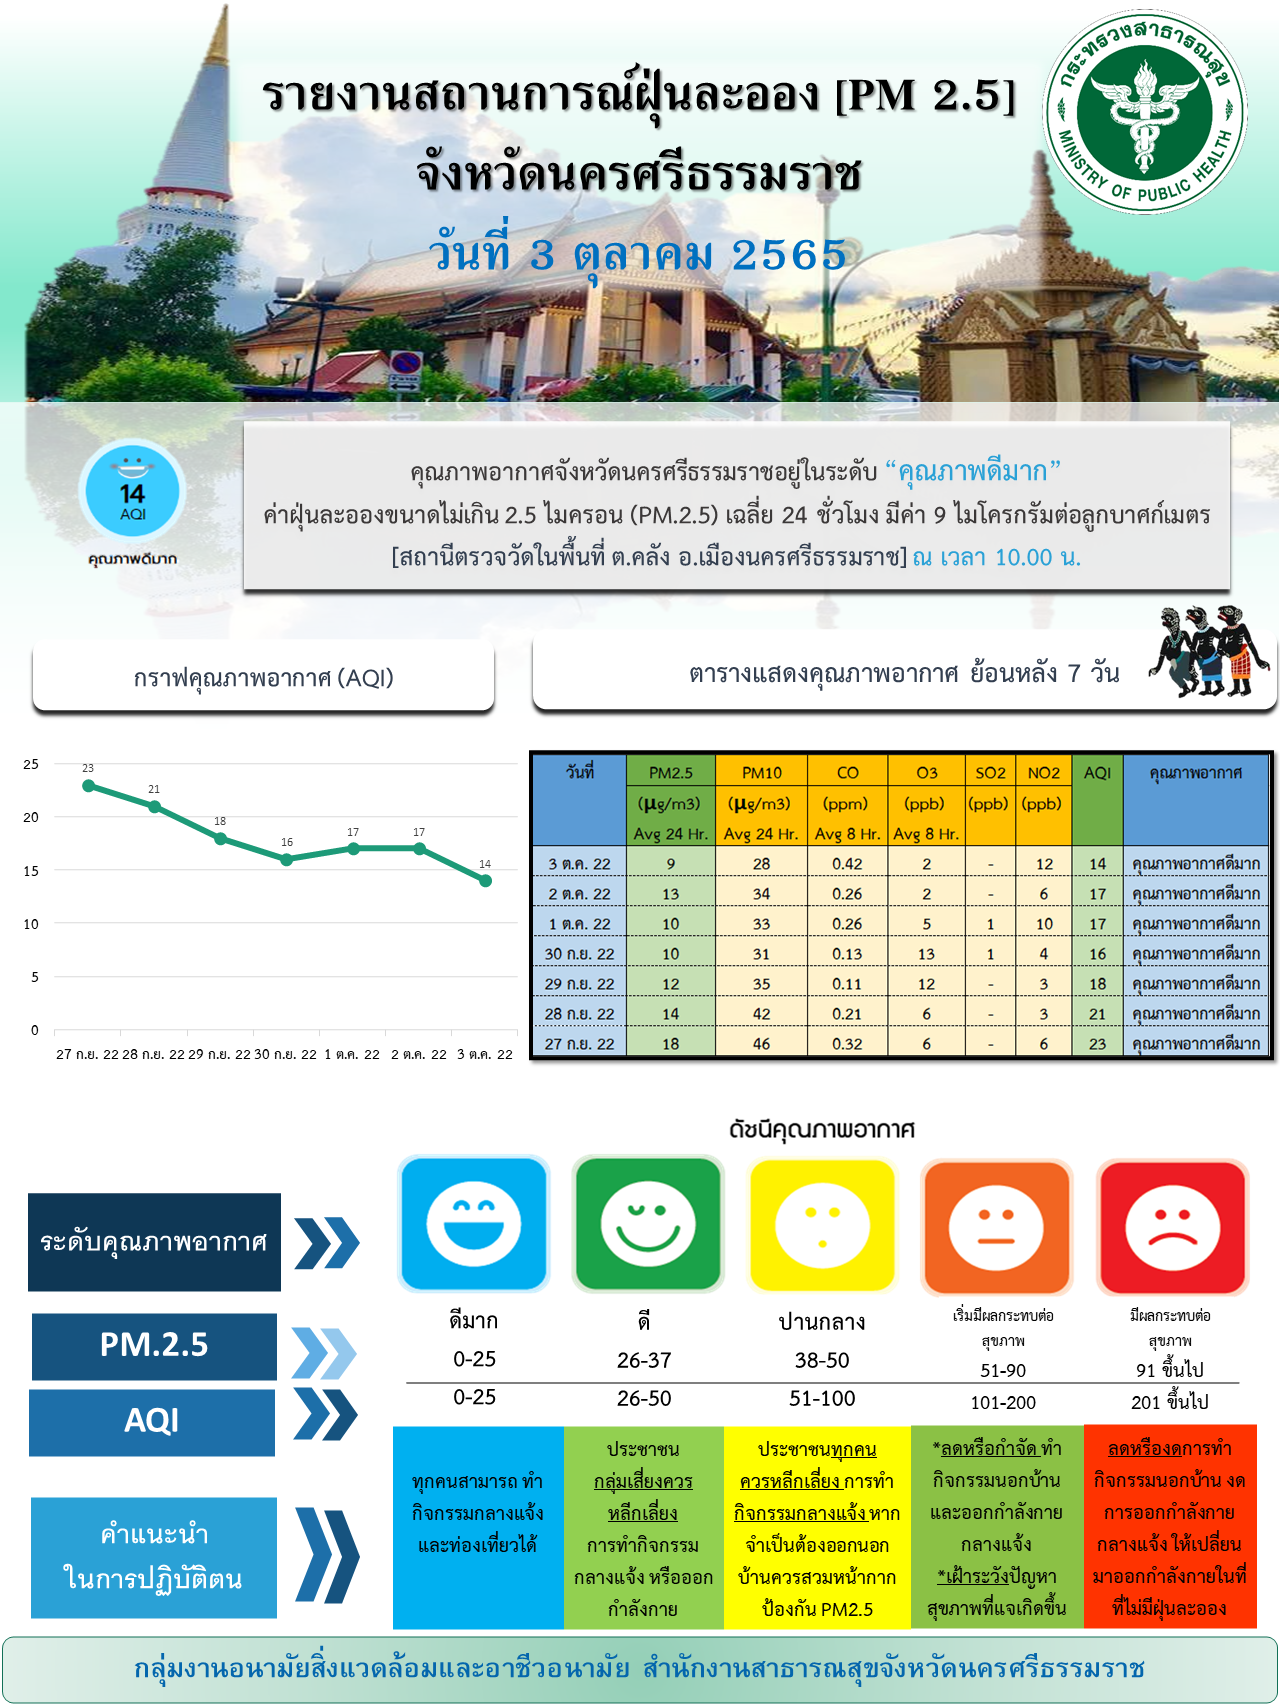 รายงานสถานการณ์ฝุ่นละออง [PM 2.5]
จังหวัดนครศรีธรรมราช
วันที่ 3 ตุลาคม 2565
กระทรวงสาธารณสุข
MINISTRY OF PUBLIC HEALTH
14
AQI
คุณภาพดีมาก
คุณภาพอากาศจังหวัดนครศรีธรรมราชอยู่ในระดับ “คุณภาพดีมาก”
ค่าฝุ่นละอองขนาดไม่เกิน 2.5 ไมครอน (PM.2.5) เฉลี่ย 24 ชั่วโมง มีค่า 9 ไมโครกรัมต่อลูกบาศก์เมตร
[สถานีตรวจวัดในพื้นที่ ต.คลัง อ.เมืองนครศรีธรรมราช] ณ เวลา 10.00 น.
กราฟคุณภาพอากาศ (AQI)
25
20
15
10
5
0
23
21
18
16
17
17
14
27 ก.ย. 22 28 ก.ย. 22 29 ก.ย. 22 30 ก.ย. 22 1 ต.ค. 22 2 ต.ค. 22 3 ต.ค. 22
ตารางแสดงคุณภาพอากาศ ย้อนหลัง 7 วัน
วันที่ PM2.5 PM10 CO O3 SO2 NO2 AQI คุณภาพอากาศ
(µg/m3) (µg/m3) (ppm) (ppb) (ppb) (ppb)
Avg 24 Hr. Avg 24 Hr. Avg 8 Hr. Avg 8 Hr.
3 ต.ค. 22 9 28 0.42 2 - 12 14 คุณภาพอากาศดีมาก
2 ต.ค. 22 13 34 0.26 2 - 6 17 คุณภาพอากาศดีมาก
1 ต.ค. 22 10 33 0.26 5 1 10 17 คุณภาพอากาศดีมาก
30 ก.ย. 22 10 31 0.13 13 1 4 16 คุณภาพอากาศดีมาก
29 ก.ย. 22 12 35 0.11 12 - 3 18 คุณภาพอากาศดีมาก
28 ก.ย. 22 14 42 0.21 6 - 3 21 คุณภาพอากาศดีมาก
27 ก.ย. 22 18 46 0.32 6 - 6 23 คุณภาพอากาศดีมาก
ดัชนีคุณภาพอากาศ
ระดับคุณภาพอากาศ
ดีมาก
ดี
ปานกลาง
เริ่มมีผลกระทบต่อ
สุขภาพ
มีผลกระทบต่อ
สุขภาพ
PM.2.5
0-25 26-37 38-50 51-90 91 ขึ้นไป
AQI
0-25 26-50 51-100 101-200 201 ขึ้นไป
คำแนะนำ
ในการปฏิบัติตน
ทุกคนสามารถ ทำ
กิจกรรมกลางแจ้ง
และท่องเที่ยวได้
ประชาชน
กลุ่มเสี่ยงควร
หลีกเลี่ยง
การทำกิจกรรม
กลางแจ้ง หรือออก
กำลังกาย
ประชาชนทุกคน
ควรหลีกเลี่ยง การทำ
กิจกรรมกลางแจ้ง หาก
จำเป็นต้องออกนอก
บ้านควรสวมหน้ากาก
ป้องกัน PM2.5
*ลดหรือกำจัด ทำ
กิจกรรมนอกบ้าน
และออกกำลังกาย
กลางแจ้ง
*เฝ้าระวังปัญหา
สุขภาพที่แจเกิดขึ้น
ลดหรืองดการทำ
กิจกรรมนอกบ้าน งด
การออกกำลังกาย
กลางแจ้ง ให้เปลี่ยน
มาออกกำลังกายในที่
ที่ไม่มีฝุ่นละออง
กลุ่มงานอนามัยสิ่งแวดล้อมและอาชีวอนามัย สำนักงานสาธารณสุขจังหวัดนครศรีธรรมราช